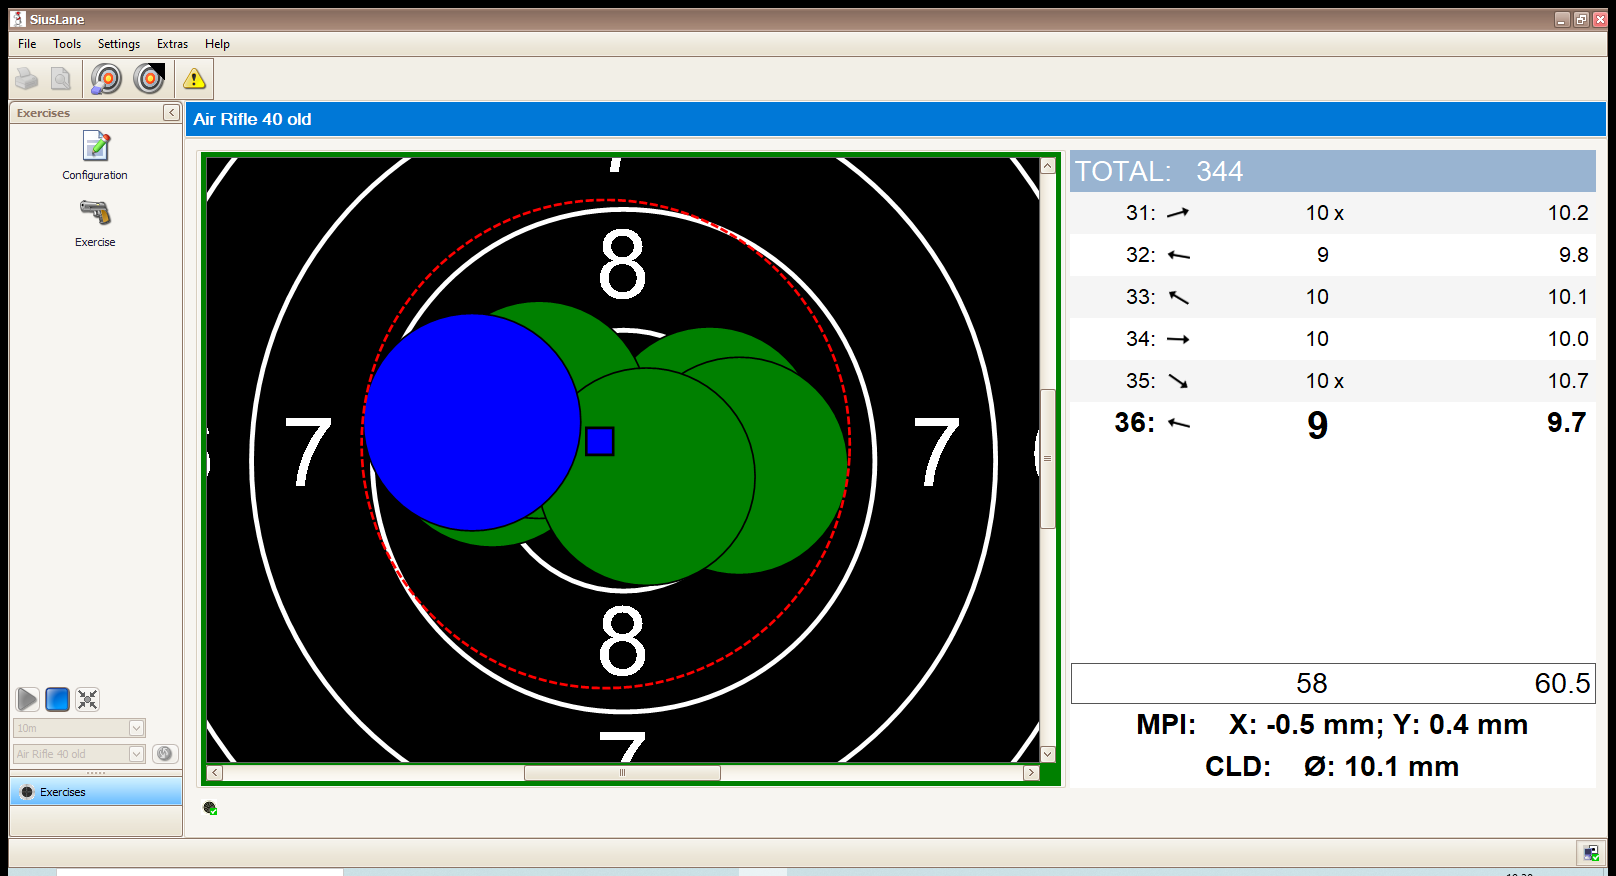 SiusLane
File Tools Settings Extras Help
Exercises
Configuration
Exercise
10m
Air Rifle 40 old
Exercises
Air Rifle 40 old
8
7
7
8
7
TOTAL: 344
31: 10 x 10.2
32: 9 9.8
33: 10 10.1
34: 10 10.0
35: 10 x 10.7
36: 9 9.7
58 60.5
MPI: X: -0.5 mm; Y: 0.4 mm
CLD: Ø: 10.1 mm